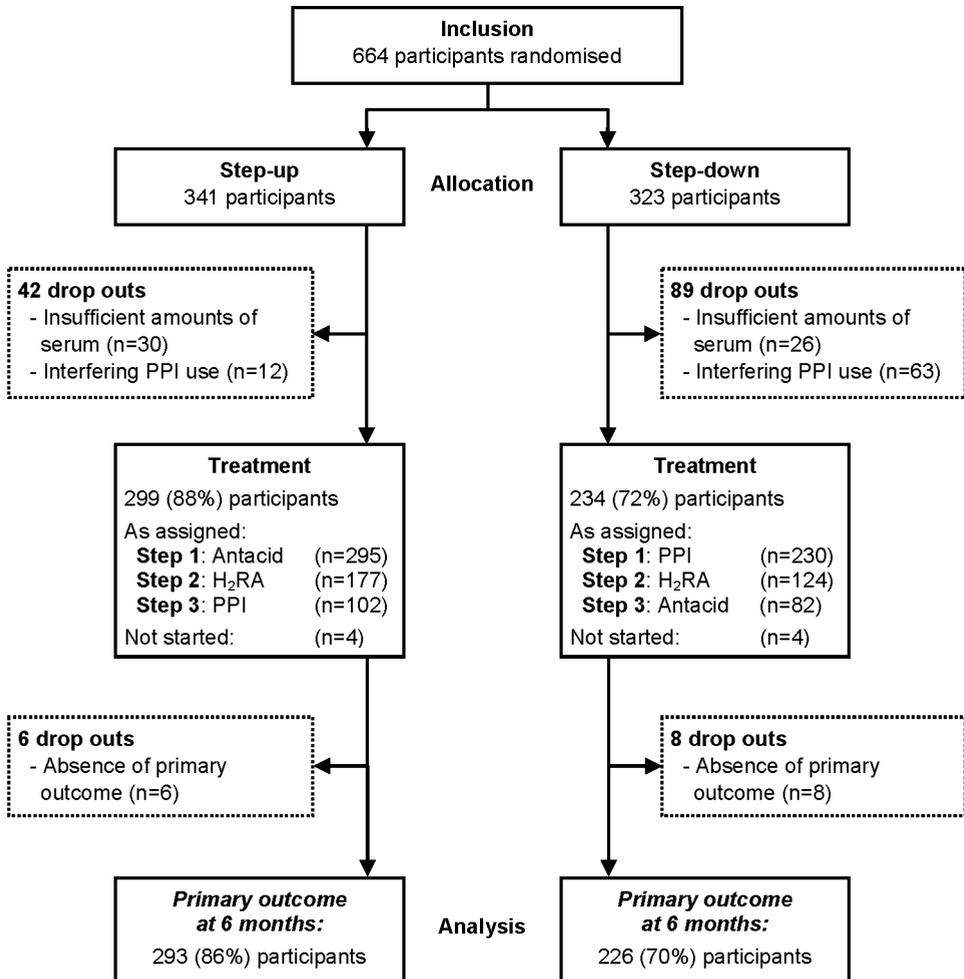 Inclusion
664 participants randomised
Step-up
341 participants
Allocation
Step-down
323 participants
42 drop outs
- Insufficient amounts of
serum (n=30)
- Interfering PPI use (n=12)
89 drop outs
- Insufficient amounts of
serum (n=26)
- Interfering PPI use (n=63)
Treatment
299 (88%) participants
As assigned:
Step 1: Antacid (n=295)
Step 2: H₂RA (n=177)
Step 3: PPI (n=102)
Not started: (n=4)
Treatment
234 (72%) participants
As assigned:
Step 1: PPI (n=230)
Step 2: H₂RA (n=124)
Step 3: Antacid (n=82)
Not started: (n=4)
6 drop outs
- Absence of primary
outcome (n=6)
8 drop outs
- Absence of primary
outcome (n=8)
Primary outcome
at 6 months:
293 (86%) participants
Analysis
Primary outcome
at 6 months:
226 (70%) participants